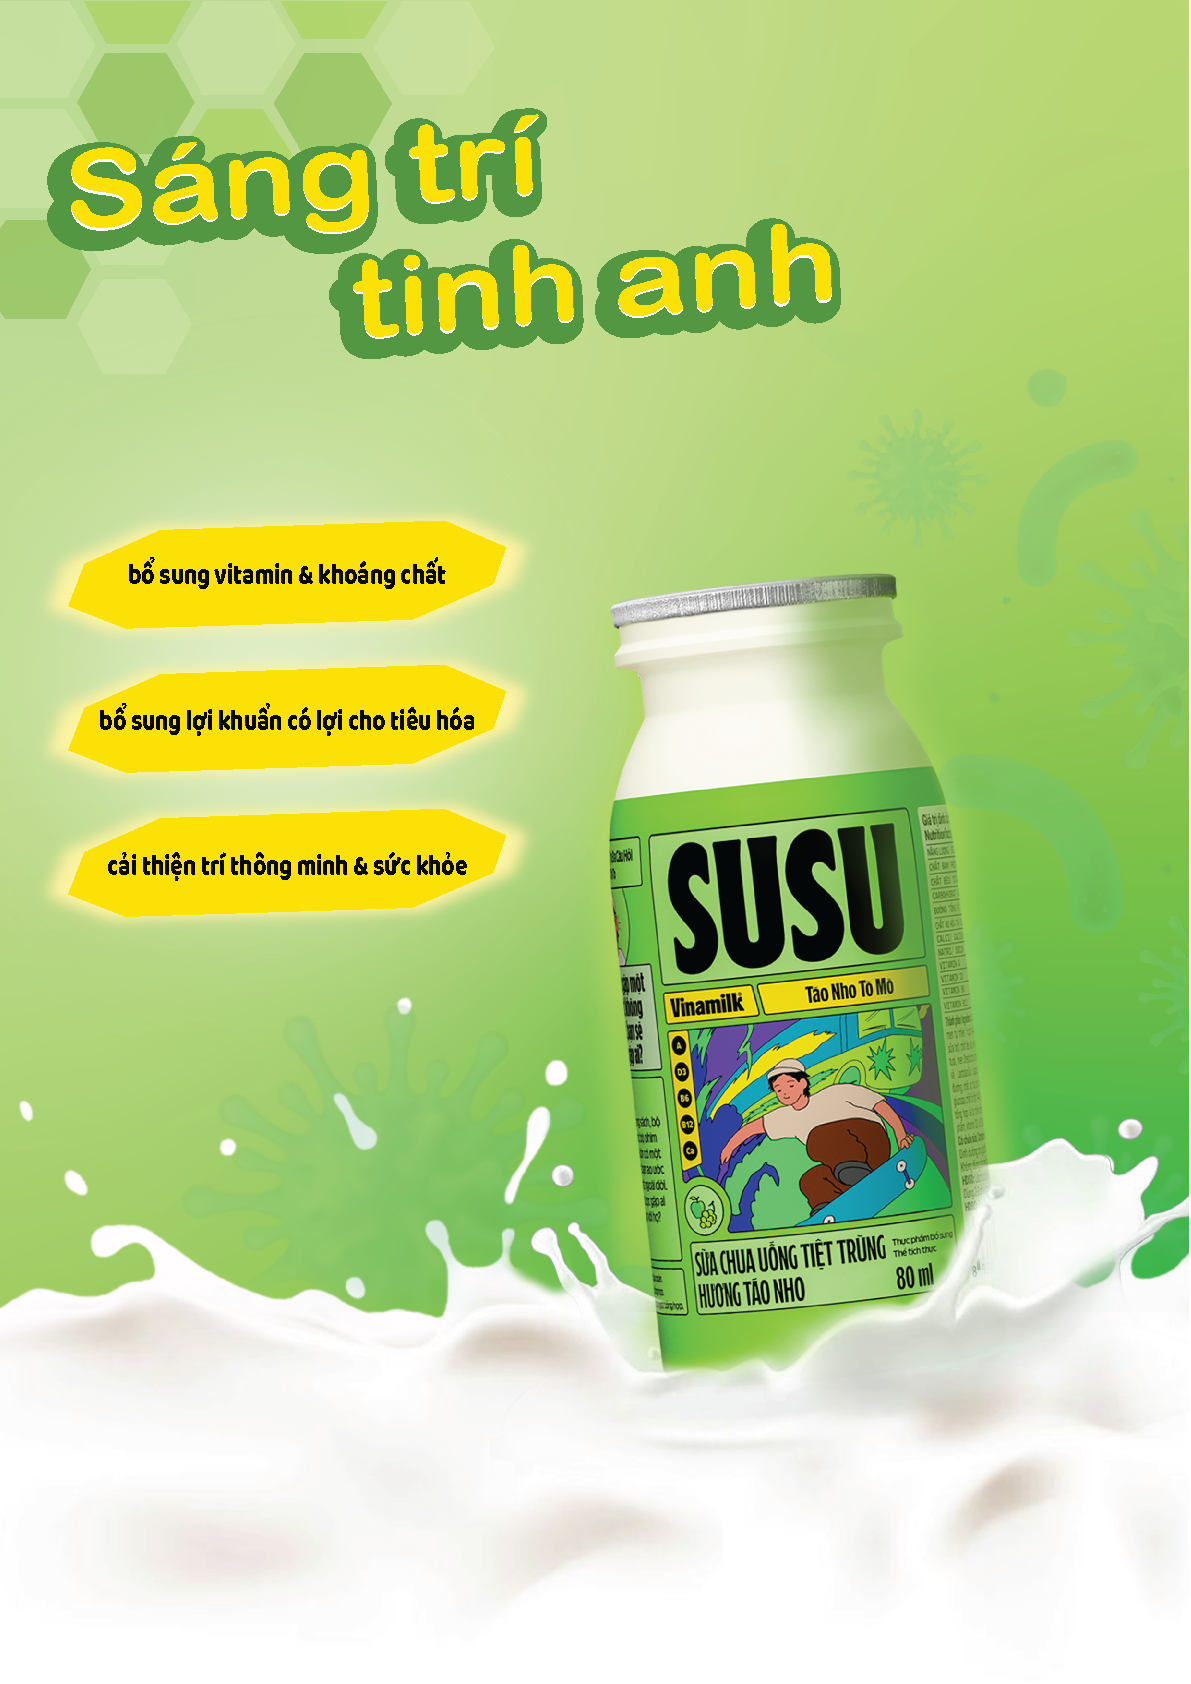 Sáng trí
tinh anh
bổ sung vitamin & khoáng chất
bổ sung lợi khuẩn có lợi cho tiêu hóa
cải thiện trí thông minh & sức khỏe
SUSU
Vinamilk
Táo Nho Tò Mò
A
D3
B6
B12
Ca
SỮA CHUA UỐNG TIỆT TRÙNG
HƯƠNG TÁO NHO
Thực phẩm bổ sung
Thể tích thực
80 ml